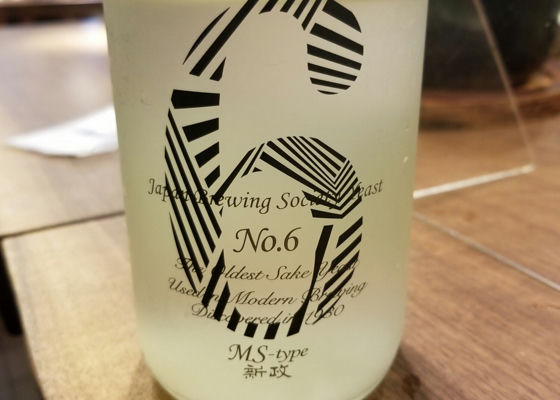 6
Japan Brewing Society Yeast
No.6
The Oldest Sake Yeast
Used in Modern Brewing
Discovered in 1930
MS-type
新政